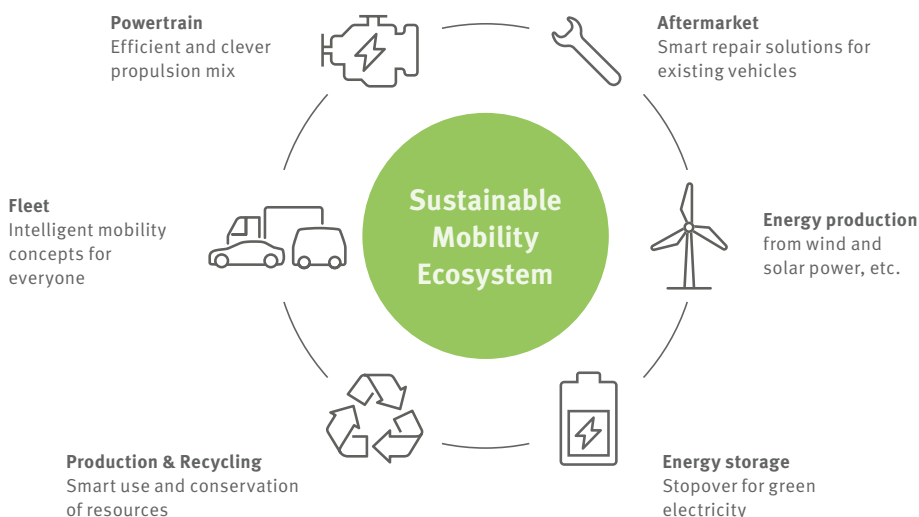 Powertrain
Efficient and clever
propulsion mix
Aftermarket
Smart repair solutions for
existing vehicles
Fleet
Intelligent mobility
concepts for
everyone
Sustainable
Mobility
Ecosystem
Energy production
from wind and
solar power, etc.
Production & Recycling
Smart use and conservation
of resources
Energy storage
Stopover for green
electricity